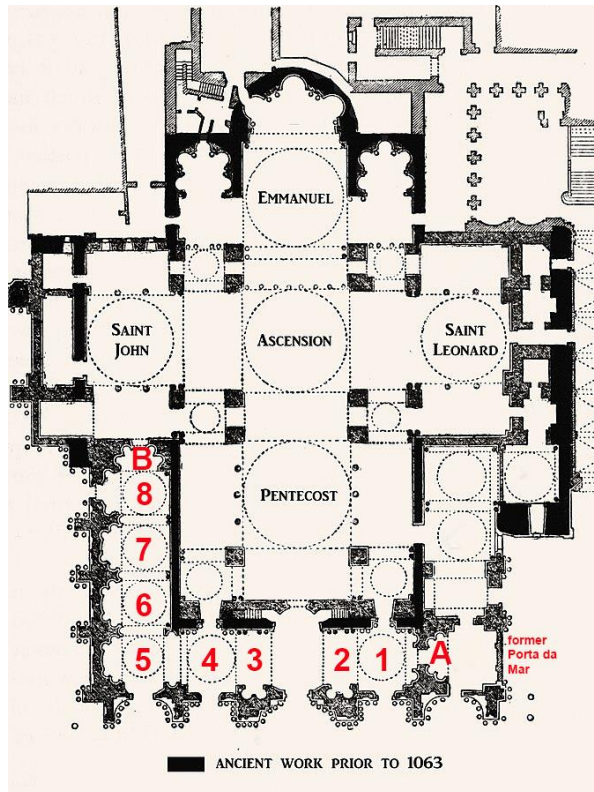 EMMANUEL
SAINT
JOHN
ASCENSION
SAINT
LEONARD
B
8
PENTECOST
7
6
5
4
3
2
1
A
former
Porta da
Mar
ANCIENT WORK PRIOR TO 1063